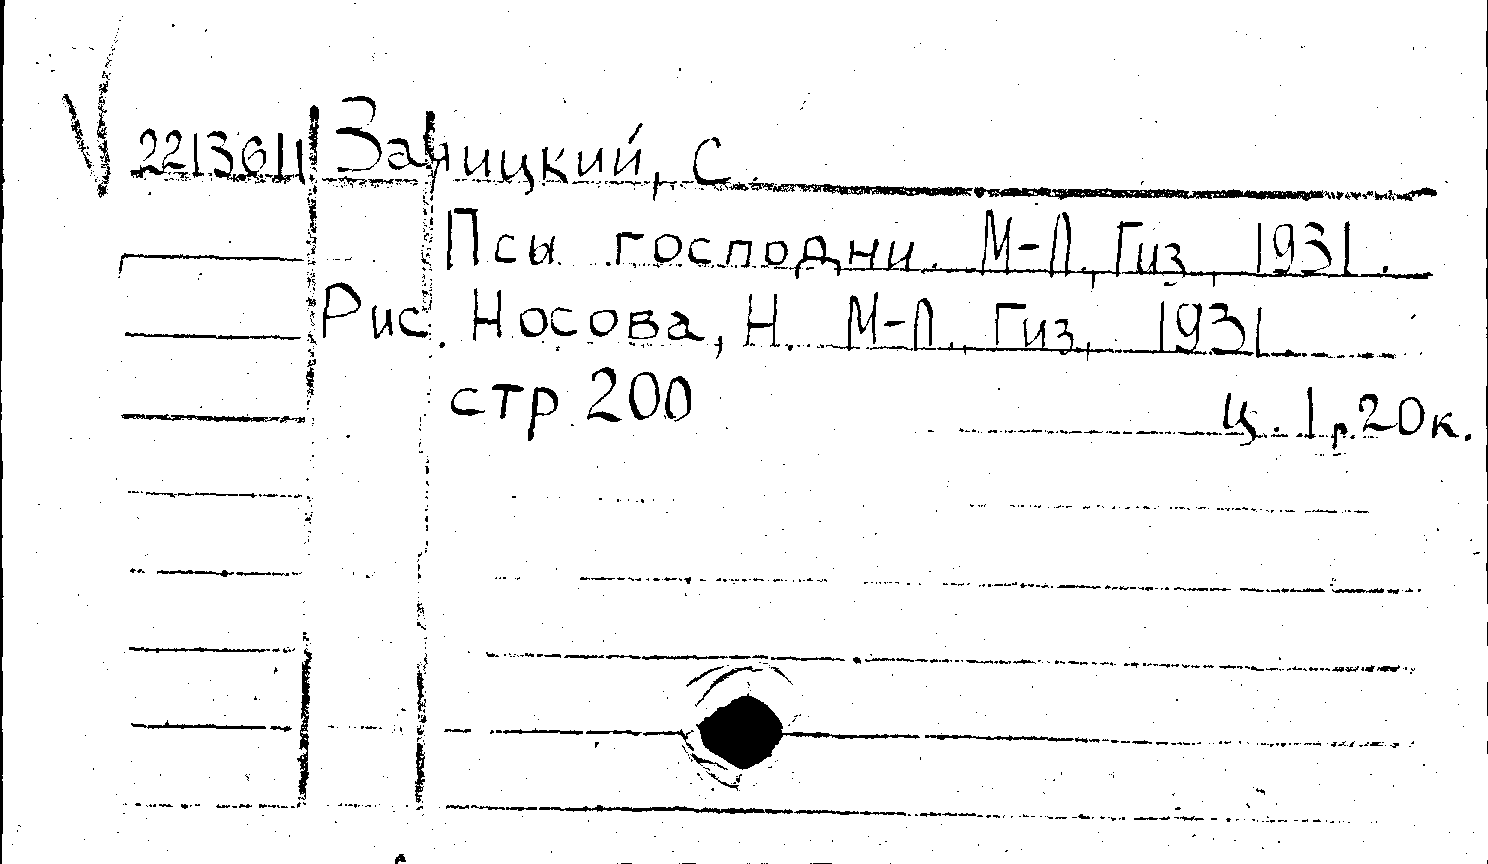 2213611 Заяицкий, С.
Псы господни. М-Л, Гиз, 1931.
Рис. Носова, Н. М-Л., Гиз, 1931
стр 200 ц. 1 р. 20 к.